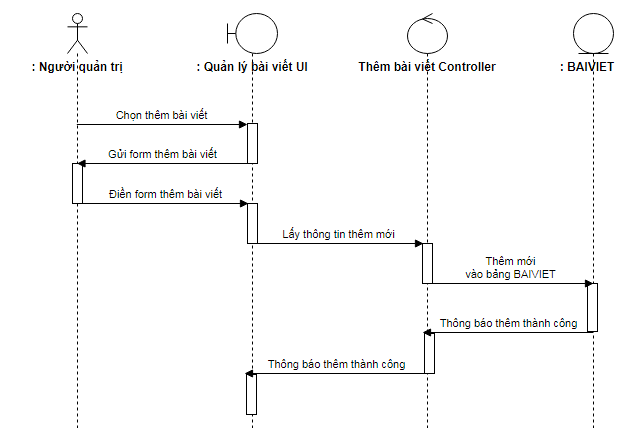 : Người quản trị
: Quản lý bài viết UI
Thêm bài viết Controller
: BAIVIET
Chọn thêm bài viết
Gửi form thêm bài viết
Điền form thêm bài viết
Lấy thông tin thêm mới
Thêm mới
vào bảng BAIVIET
Thông báo thêm thành công
Thông báo thêm thành công